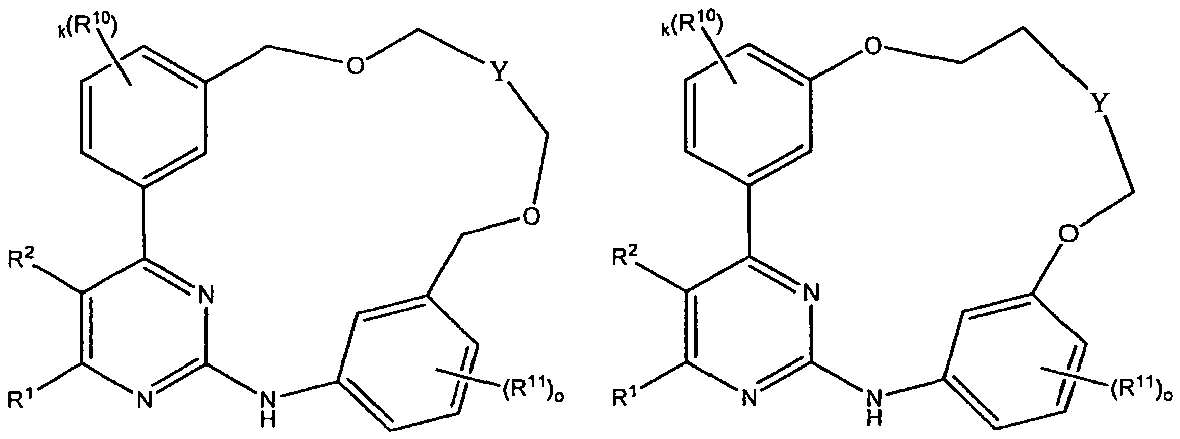 k(R¹⁰) k(R¹⁰)
O O
Y Y
O O
R² R²
N N
R¹ N N H (R¹¹)ₒ R¹ N N H (R¹¹)ₒ